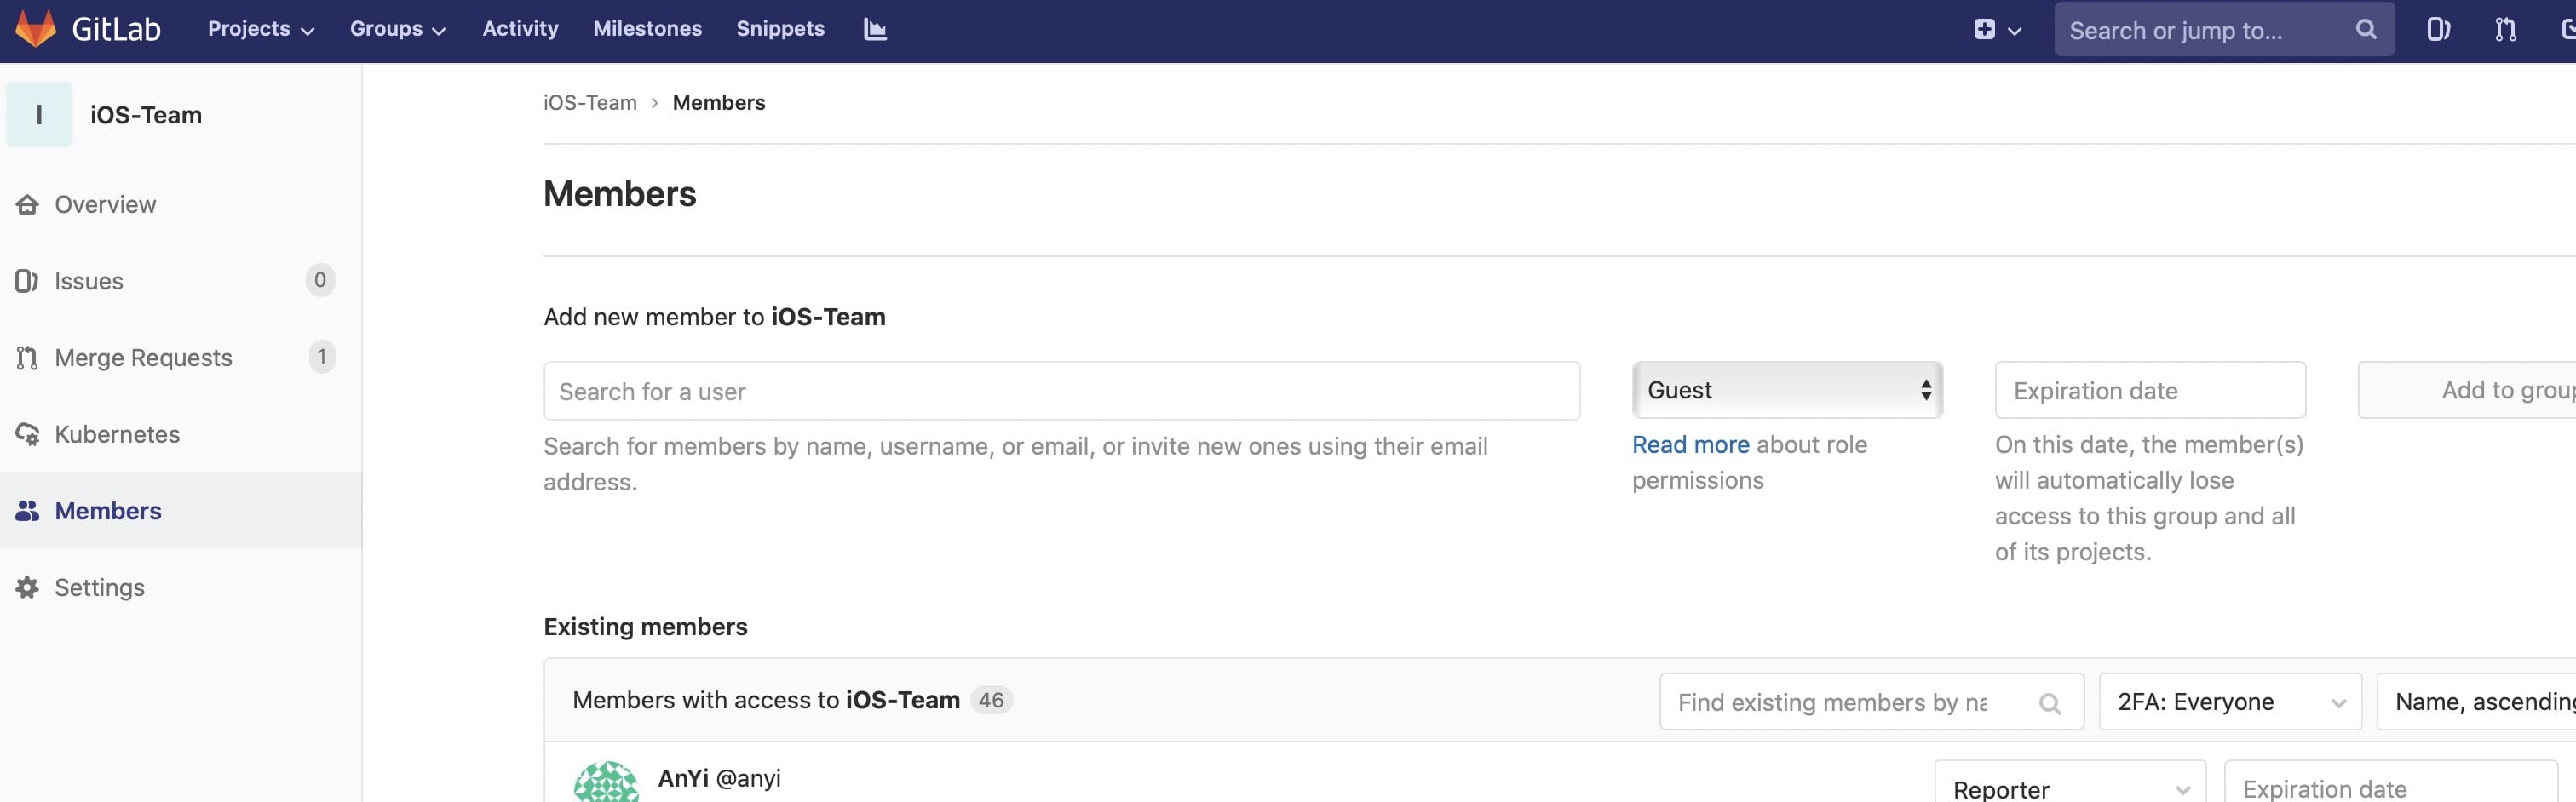 GitLab Projects Groups Activity Milestones Snippets Search or jump to...
I iOS-Team
Overview
Issues 0
Merge Requests 1
Kubernetes
Members
Settings
iOS-Team › Members
Members
Add new member to iOS-Team
Search for a user
Search for members by name, username, or email, or invite new ones using their email
address.
Guest
Read more about role
permissions
Expiration date
On this date, the member(s)
will automatically lose
access to this group and all
of its projects.
Add to group
Existing members
Members with access to iOS-Team 46
Find existing members by na
2FA: Everyone
Name, ascending
AnYi @anyi
Reporter
Expiration date